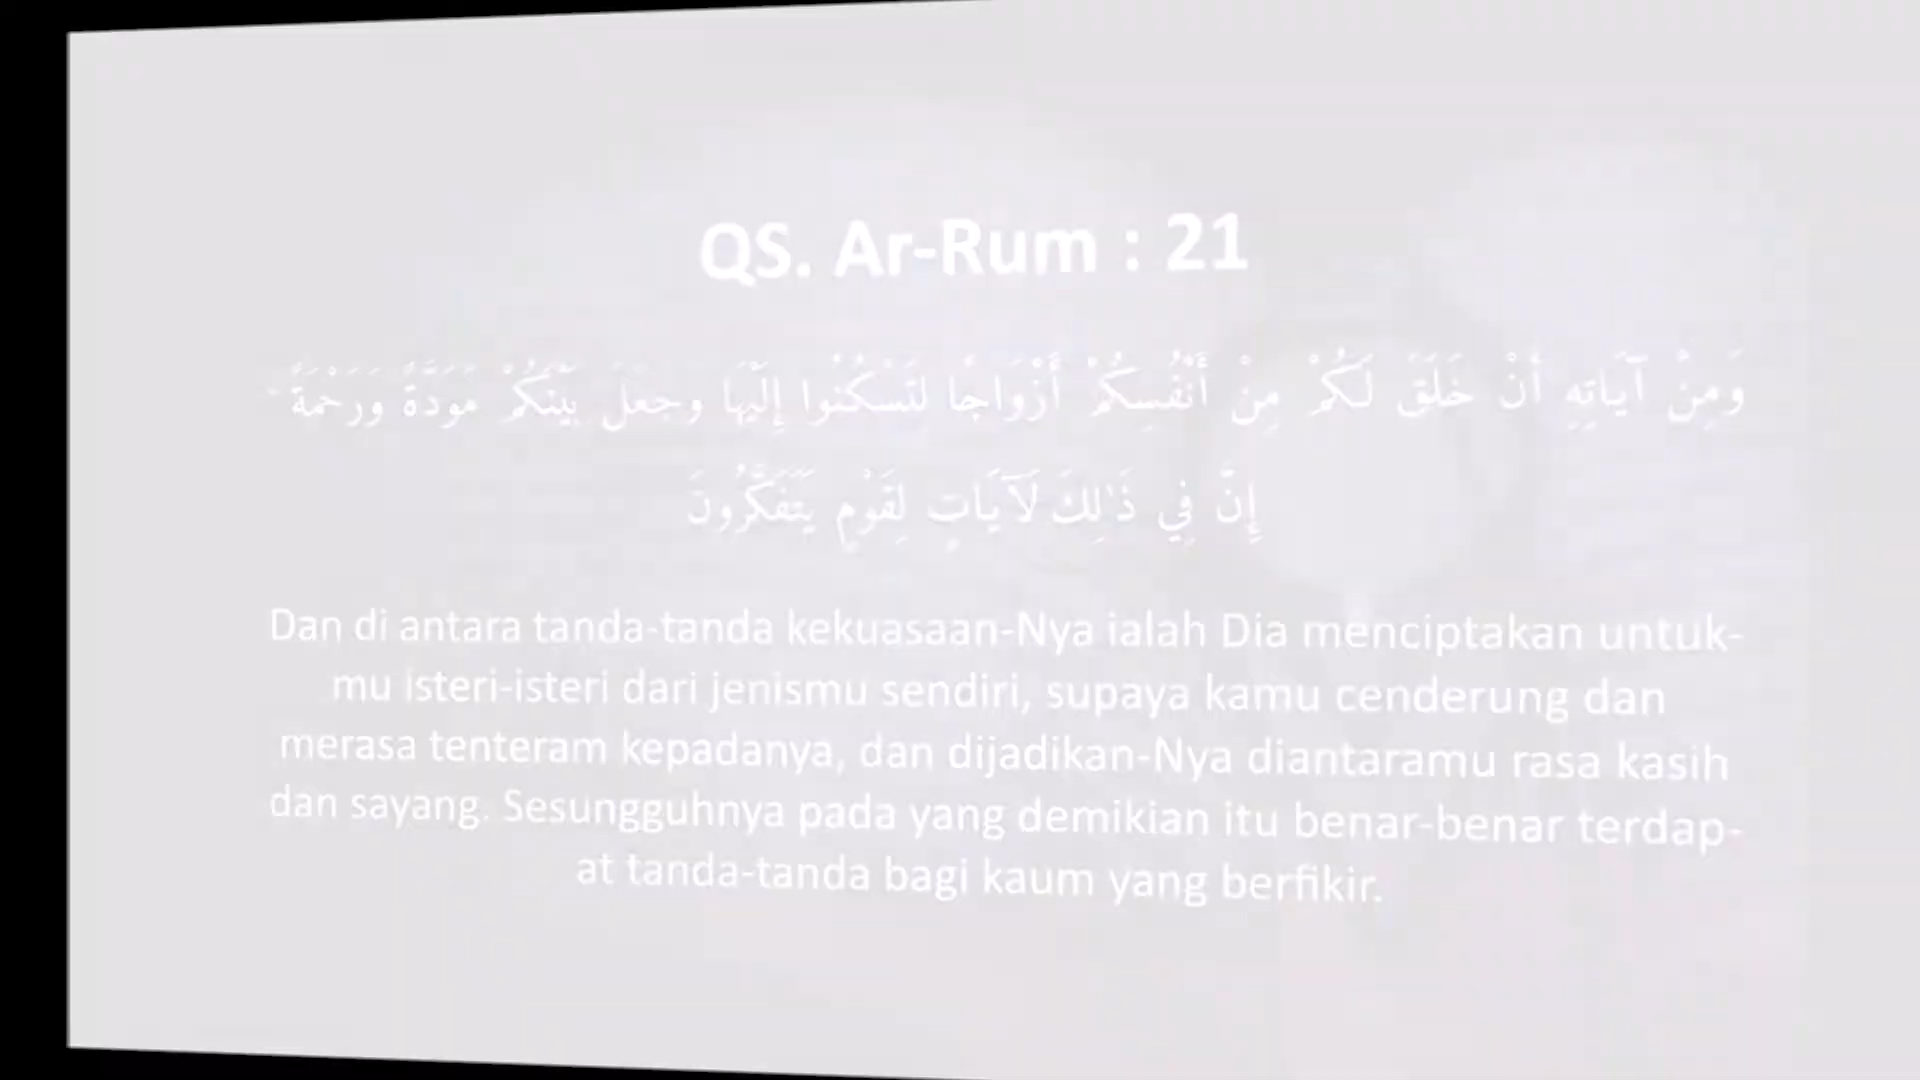 QS. Ar-Rum : 21
وَمِنْ آيَاتِهِ أَنْ خَلَقَ لَكُمْ مِنْ أَنْفُسِكُمْ أَزْوَاجًا لِتَسْكُنُوا إِلَيْهَا وَجَعَلَ بَيْنَكُمْ مَوَدَّةً وَرَحْمَةً ۚ
إِنَّ فِي ذَٰلِكَ لَآيَاتٍ لِقَوْمٍ يَتَفَكَّرُونَ
Dan di antara tanda-tanda kekuasaan-Nya ialah Dia menciptakan untuk-
mu isteri-isteri dari jenismu sendiri, supaya kamu cenderung dan
merasa tenteram kepadanya, dan dijadikan-Nya diantaramu rasa kasih
dan sayang. Sesungguhnya pada yang demikian itu benar-benar terdap-
at tanda-tanda bagi kaum yang berfikir.